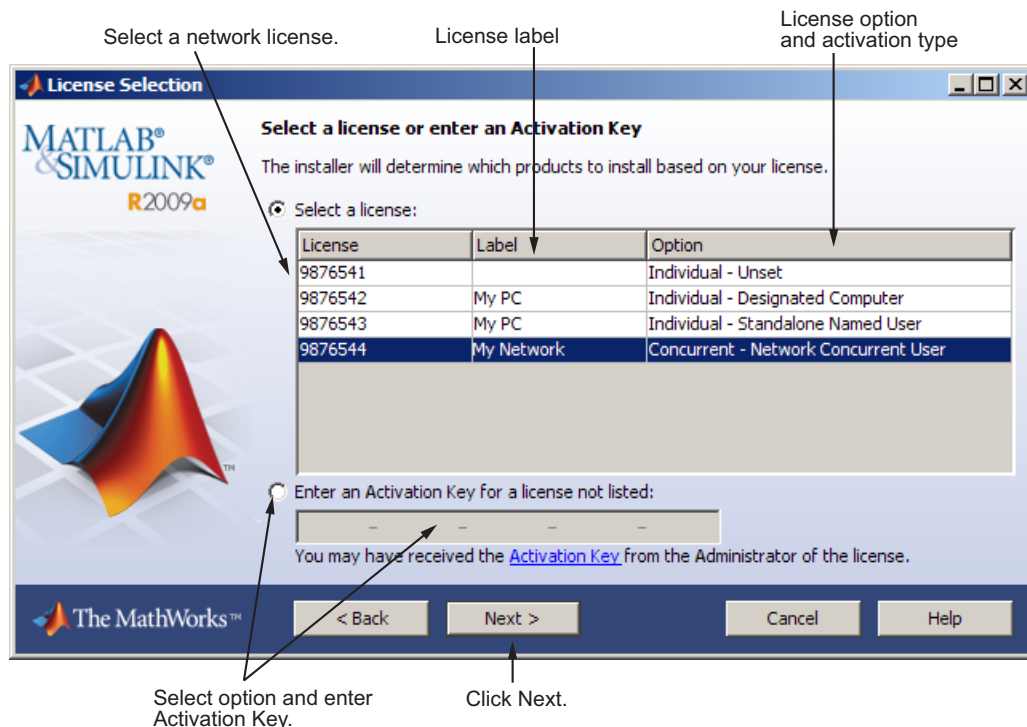 Select a network license.
License label
License option
and activation type
License Selection
MATLAB®
&SIMULINK®
R2009a
Select a license or enter an Activation Key
The installer will determine which products to install based on your license.
Select a license:
License Label Option
9876541 Individual - Unset
9876542 My PC Individual - Designated Computer
9876543 My PC Individual - Standalone Named User
9876544 My Network Concurrent - Network Concurrent User
TM
Enter an Activation Key for a license not listed:
– – – –
You may have received the Activation Key from the Administrator of the license.
The MathWorks™
< Back
Next >
Cancel
Help
Select option and enter
Activation Key.
Click Next.